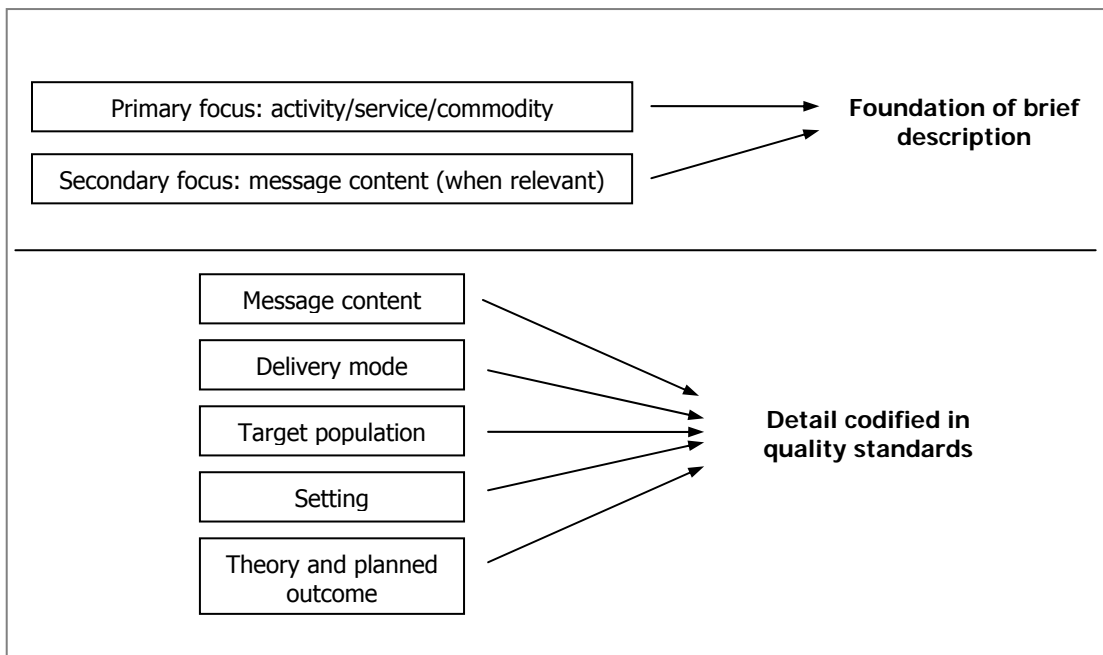 Primary focus: activity/service/commodity
Foundation of brief
description
Secondary focus: message content (when relevant)
Message content
Delivery mode
Target population
Detail codified in
quality standards
Setting
Theory and planned
outcome